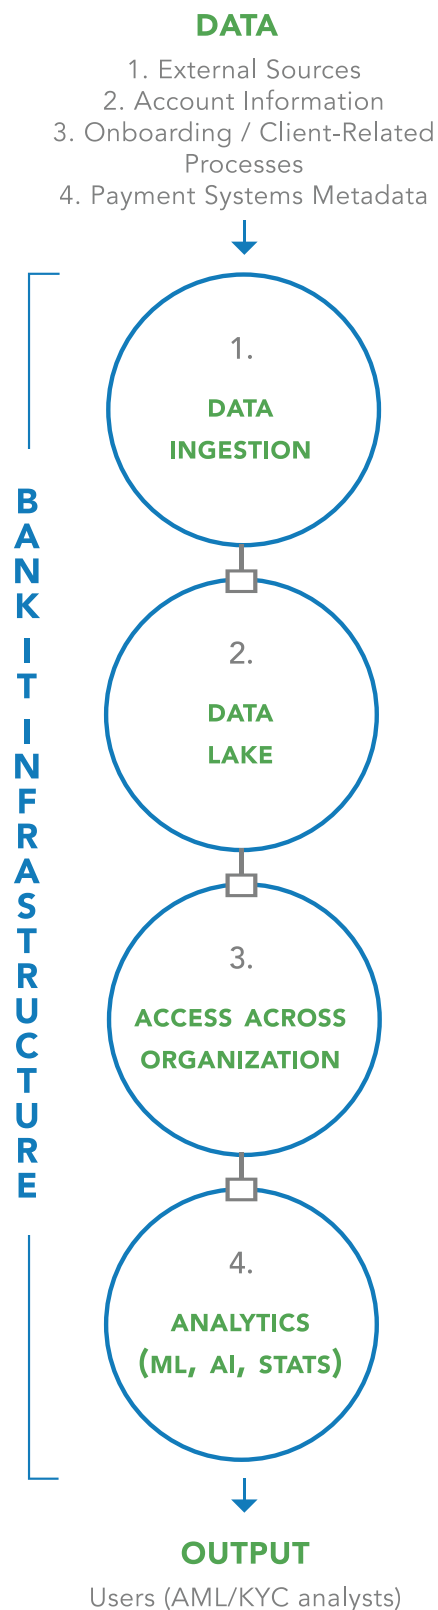 DATA
1. External Sources
2. Account Information
3. Onboarding / Client-Related
Processes
4. Payment Systems Metadata
BANK IT INFRASTRUCTURE
1.
DATA
INGESTION
2.
DATA
LAKE
3.
ACCESS ACROSS
ORGANIZATION
4.
ANALYTICS
(ML, AI, STATS)
OUTPUT
Users (AML/KYC analysts)